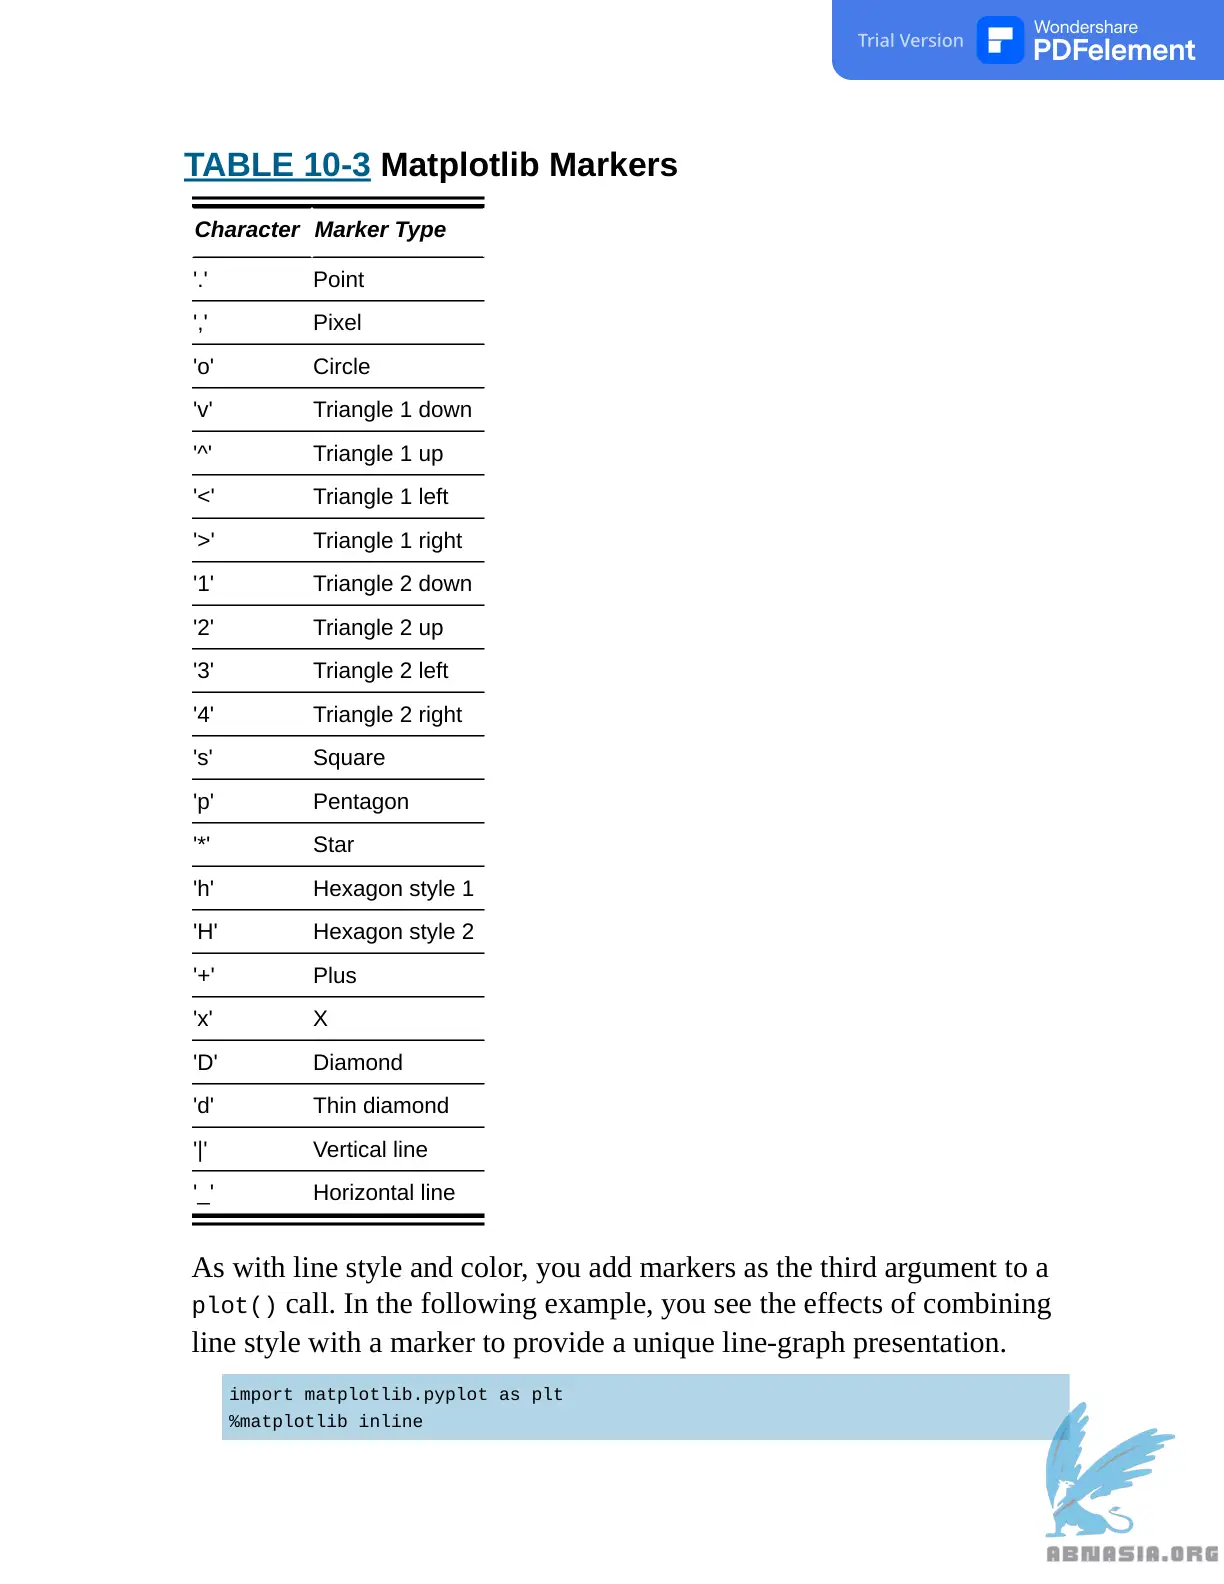 Trial Version
Wondershare
PDFelement
TABLE 10-3 Matplotlib Markers
Character Marker Type
'.' Point
',' Pixel
'o' Circle
'v' Triangle 1 down
'^' Triangle 1 up
'<' Triangle 1 left
'>' Triangle 1 right
'1' Triangle 2 down
'2' Triangle 2 up
'3' Triangle 2 left
'4' Triangle 2 right
's' Square
'p' Pentagon
'*' Star
'h' Hexagon style 1
'H' Hexagon style 2
'+' Plus
'x' X
'D' Diamond
'd' Thin diamond
'|' Vertical line
'_' Horizontal line
As with line style and color, you add markers as the third argument to a
plot() call. In the following example, you see the effects of combining
line style with a marker to provide a unique line-graph presentation.
import matplotlib.pyplot as plt
%matplotlib inline
ABNASIA.ORG